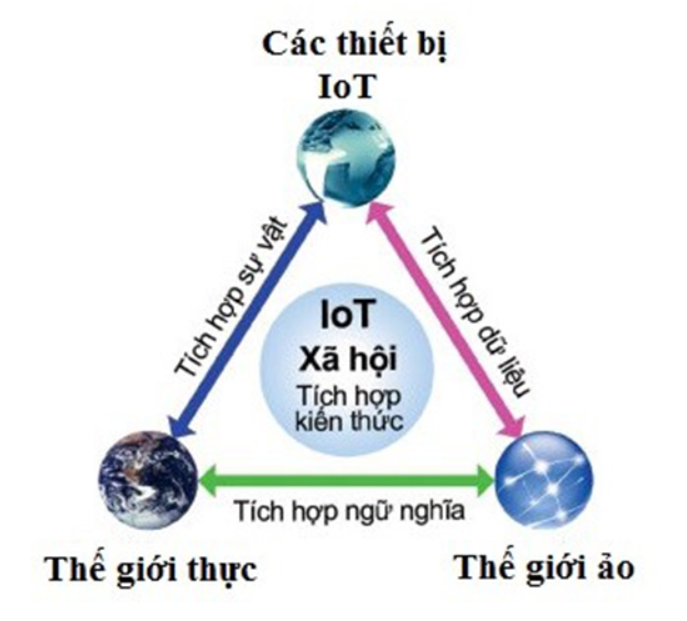 Các thiết bị
IoT
Tích hợp sự vật
Tích hợp dữ liệu
IoT
Xã hội
Tích hợp
kiến thức
Tích hợp ngữ nghĩa
Thế giới thực
Thế giới ảo